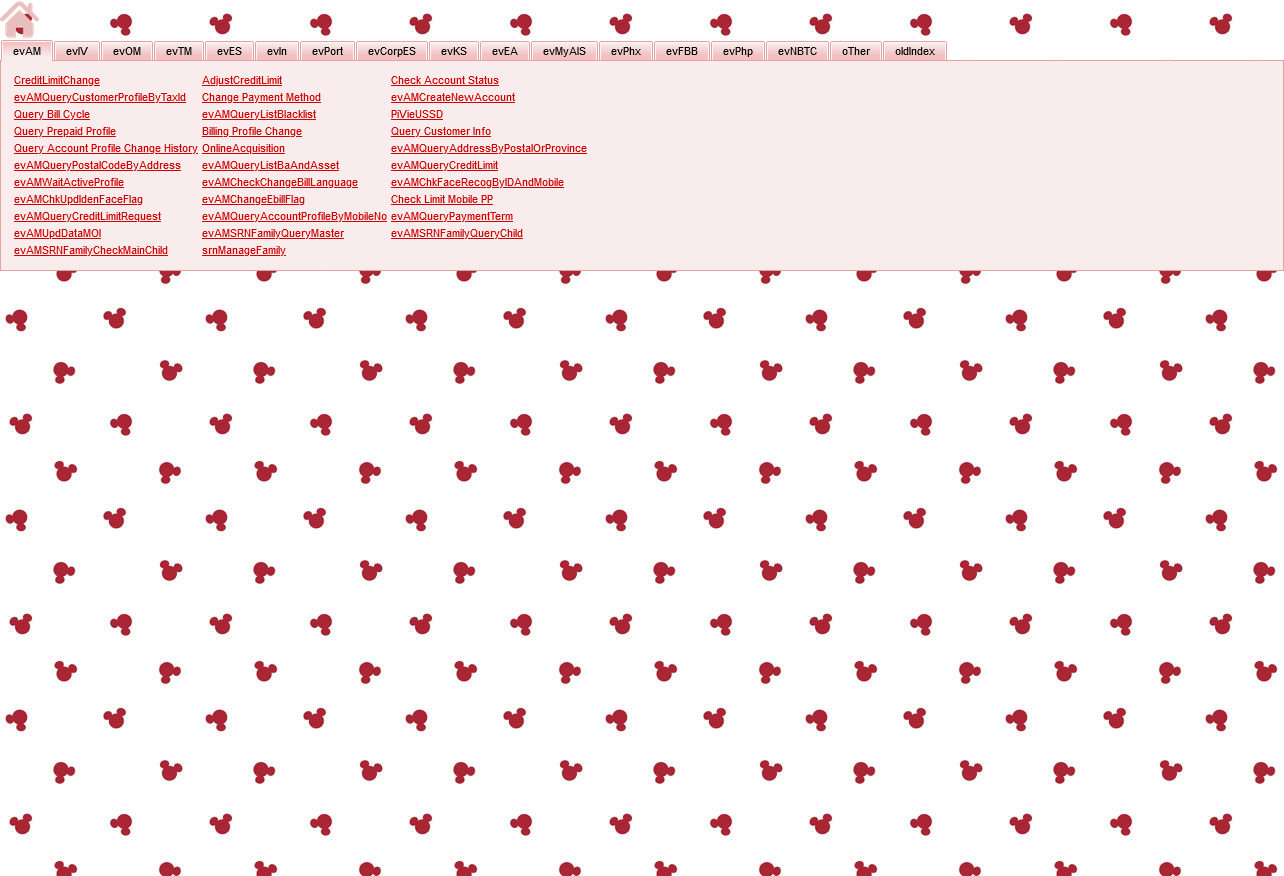 evAM evIV evOM evTM evES evIn evPort evCorpES evKS evEA evMyAIS evPhx evFBB evPhp evNBTC oTher oldIndex
CreditLimitChange AdjustCreditLimit Check Account Status
evAMQueryCustomerProfileByTaxId Change Payment Method evAMCreateNewAccount
Query Bill Cycle evAMQueryListBlacklist PiVieUSSD
Query Prepaid Profile Billing Profile Change Query Customer Info
Query Account Profile Change History OnlineAcquisition evAMQueryAddressByPostalOrProvince
evAMQueryPostalCodeByAddress evAMQueryListBaAndAsset evAMQueryCreditLimit
evAMWaitActiveProfile evAMCheckChangeBillLanguage evAMChkFaceRecogByIDAndMobile
evAMChkUpdIdenFaceFlag evAMChangeEbillFlag Check Limit Mobile PP
evAMQueryCreditLimitRequest evAMQueryAccountProfileByMobileNo evAMQueryPaymentTerm
evAMUpdDataMOI evAMSRNFamilyQueryMaster evAMSRNFamilyQueryChild
evAMSRNFamilyCheckMainChild srnManageFamily